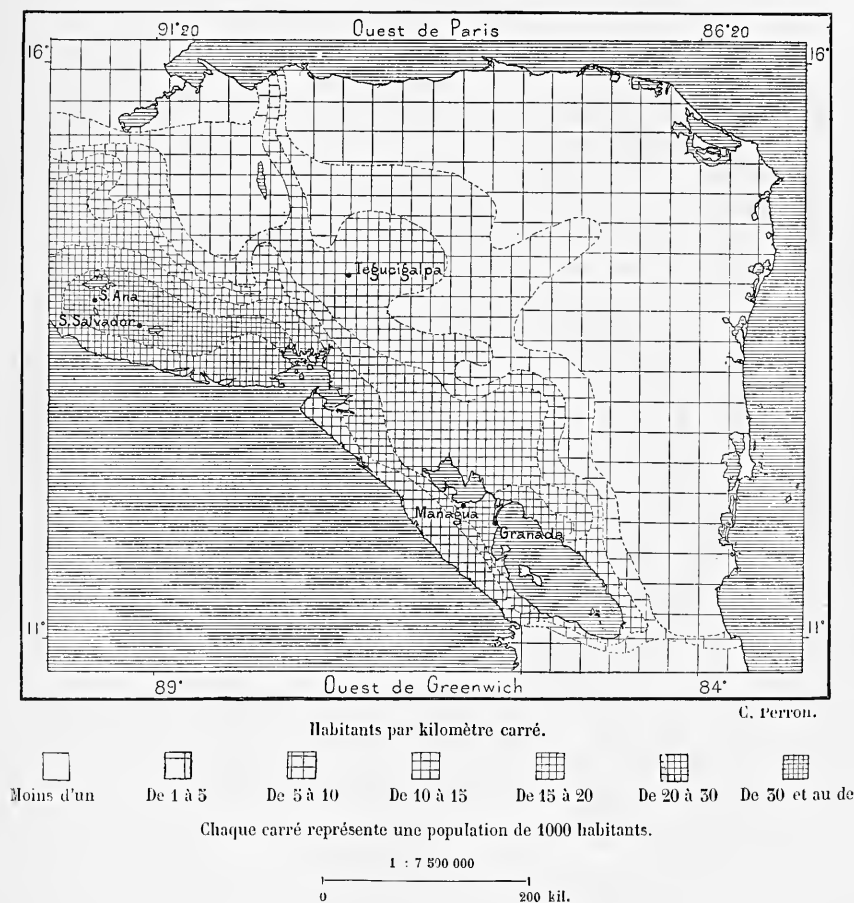 91°20 Ouest de Paris 86°20
16° 16°
Tegucigalpa
S. Ana
S. Salvador
Managua
Granada
11° 11°
89° Ouest de Greenwich 84°
C. Perron.
Habitants par kilomètre carré.
Moins d'un De 1 à 5 De 5 à 10 De 10 à 15 De 15 à 20 De 20 à 30 De 30 et au de
Chaque carré représente une population de 1000 habitants.
1 : 7 500 000
0 200 kil.